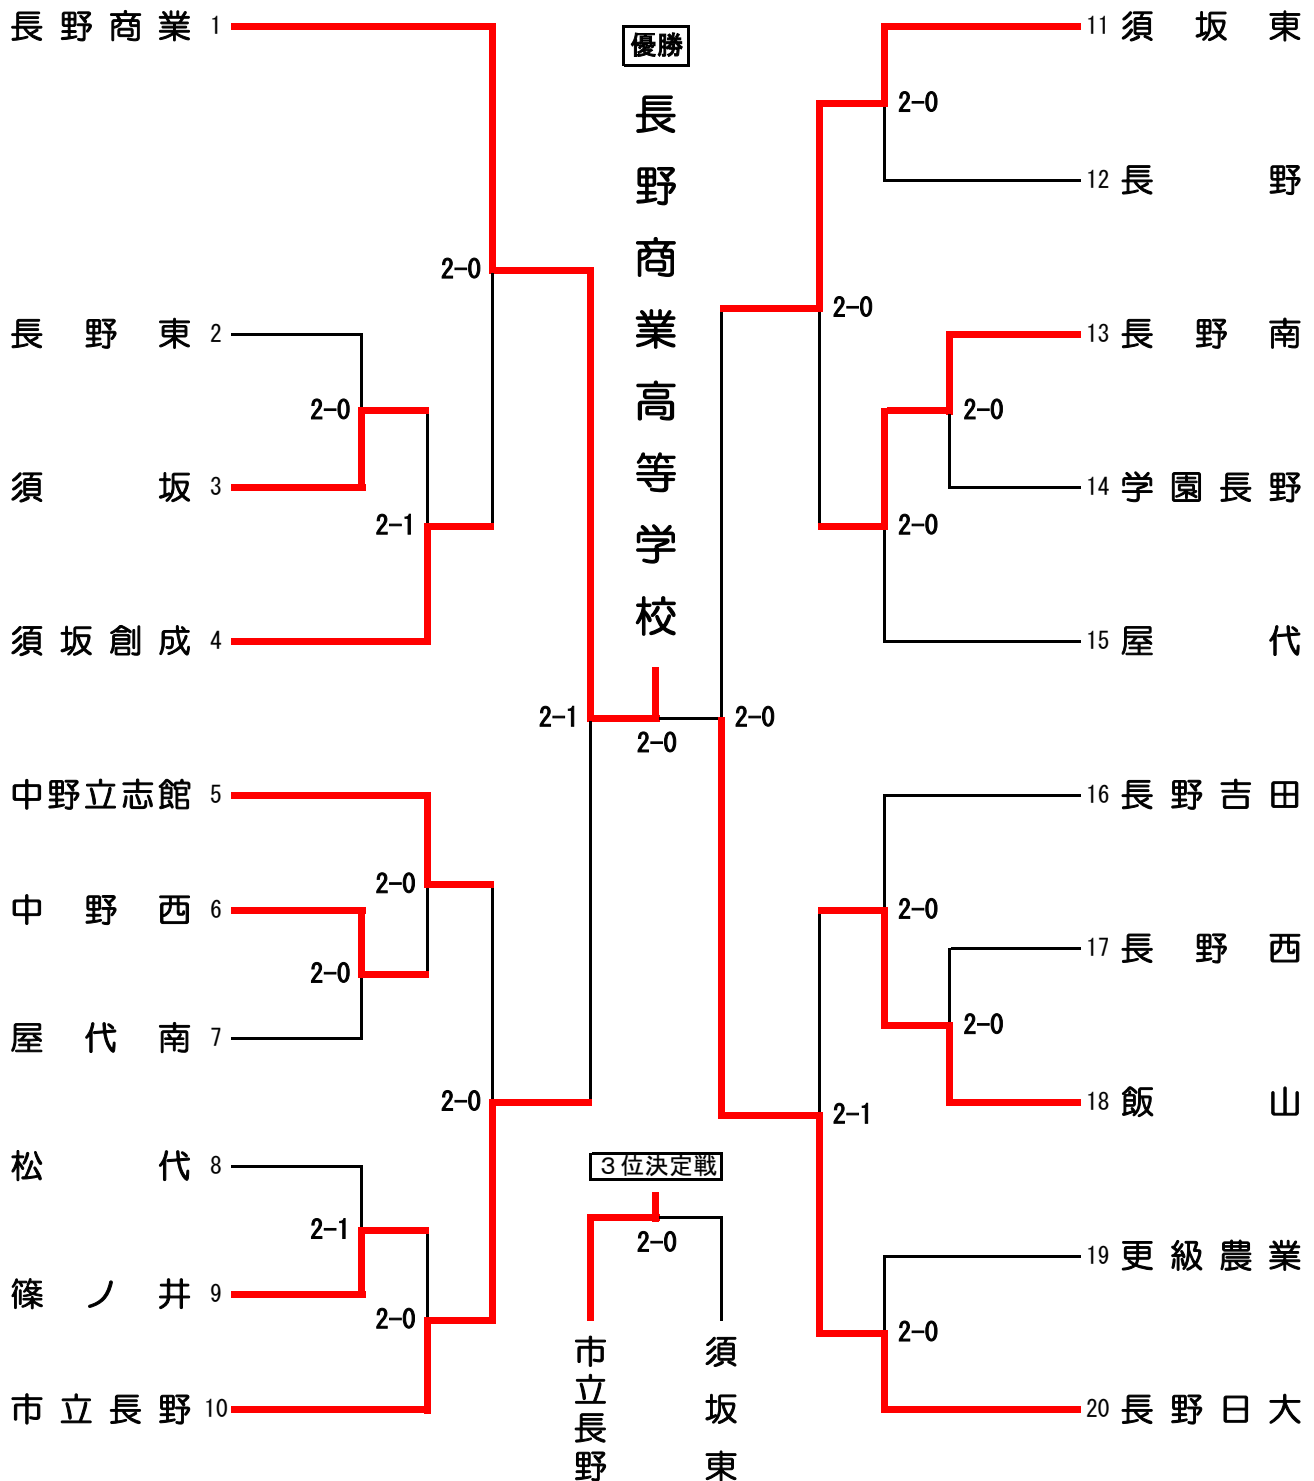 優勝
長野商業高等学校
長野商業 1
2-0
長野東 2
2-0
須坂 3
2-1
須坂創成 4
2-1
中野立志館 5
2-0
中野西 6
2-0
屋代南 7
2-0
松代 8
2-1
篠ノ井 9
2-0
市立長野 10
2-0
11 須坂東
2-0
12 長野
2-0
13 長野南
2-0
14 学園長野
2-0
15 屋代
2-0
16 長野吉田
2-0
17 長野西
2-0
18 飯山
2-1
19 更級農業
2-0
20 長野日大
3位決定戦
2-0
市立長野
須坂東